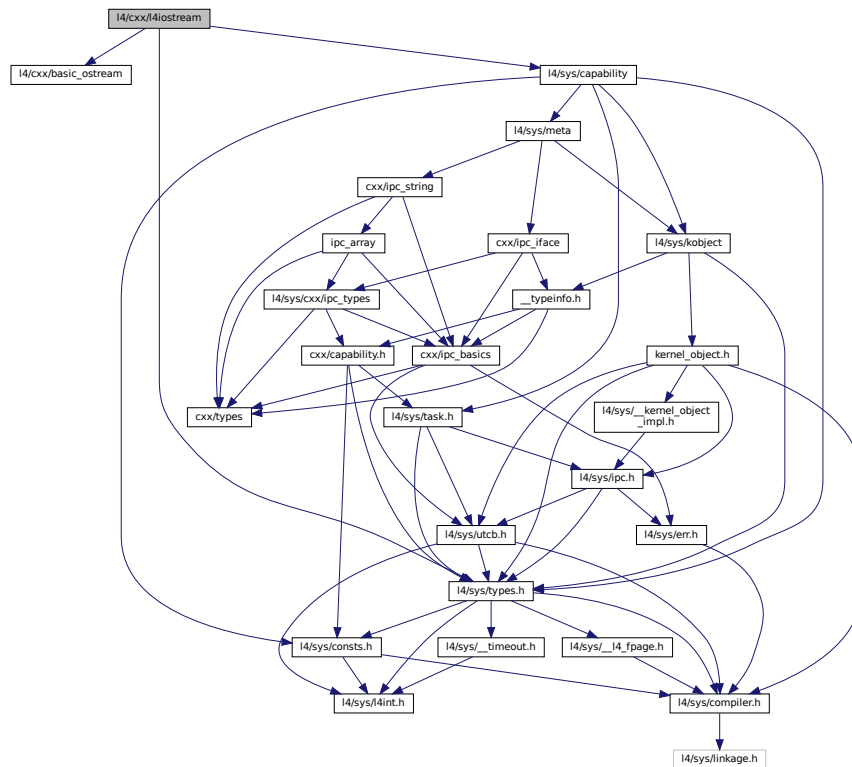 l4/cxx/l4iostream
l4/cxx/basic_ostream
l4/sys/capability
l4/sys/meta
cxx/ipc_string
ipc_array
cxx/ipc_iface
l4/sys/kobject
l4/sys/cxx/ipc_types
__typeinfo.h
cxx/capability.h
cxx/ipc_basics
kernel_object.h
cxx/types
l4/sys/task.h
l4/sys/__kernel_object
_impl.h
l4/sys/ipc.h
l4/sys/utcb.h
l4/sys/err.h
l4/sys/types.h
l4/sys/consts.h
l4/sys/__timeout.h
l4/sys/__l4_fpage.h
l4/sys/l4int.h
l4/sys/compiler.h
l4/sys/linkage.h